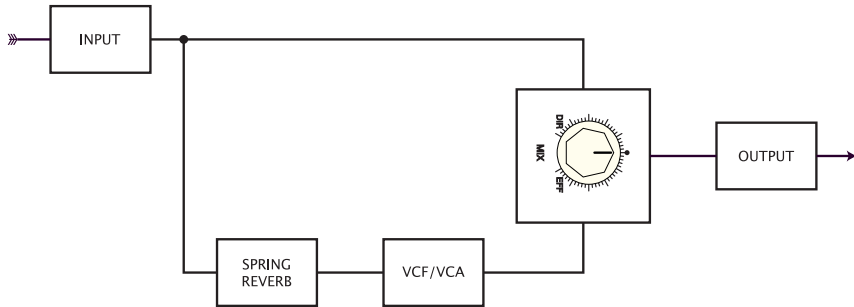 INPUT
DIR
MIX
EFF
OUTPUT
SPRING
REVERB
VCF/VCA